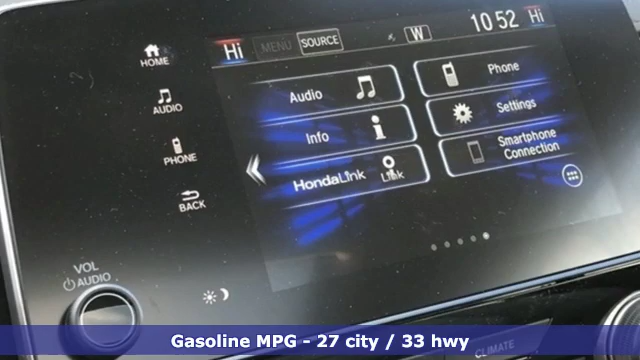 Hi
MENU
SOURCE
W
10 52
Hi
HOME
AUDIO
PHONE
BACK
VOL
AUDIO
Audio
Phone
Info
Settings
HondaLink
Link
Smartphone
Connection
CLIMATE
Gasoline MPG - 27 city / 33 hwy